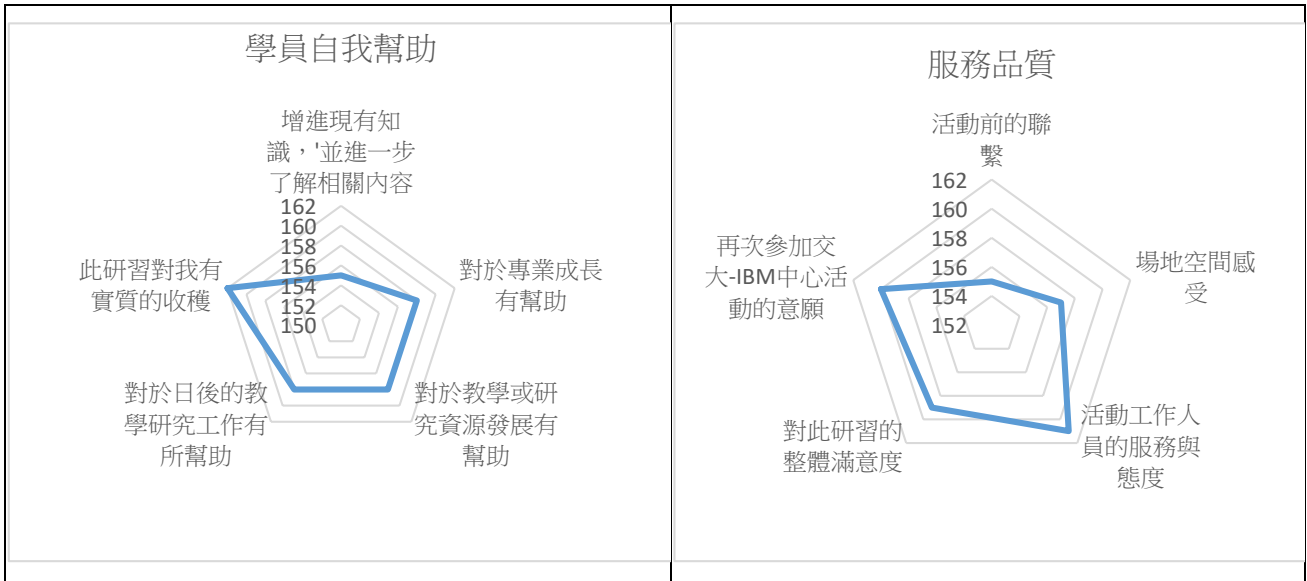 學員自我幫助
增進現有知
識，'並進一步
了解相關內容
162
160
158
156
154
152
150
對於專業成長
有幫助
對於教學或研
究資源發展有
幫助
對於日後的教
學研究工作有
所幫助
此研習對我有
實質的收穫
服務品質
活動前的聯
繫
162
160
158
156
154
152
場地空間感
受
活動工作人
員的服務與
態度
對此研習的
整體滿意度
再次參加交
大-IBM中心活
動的意願